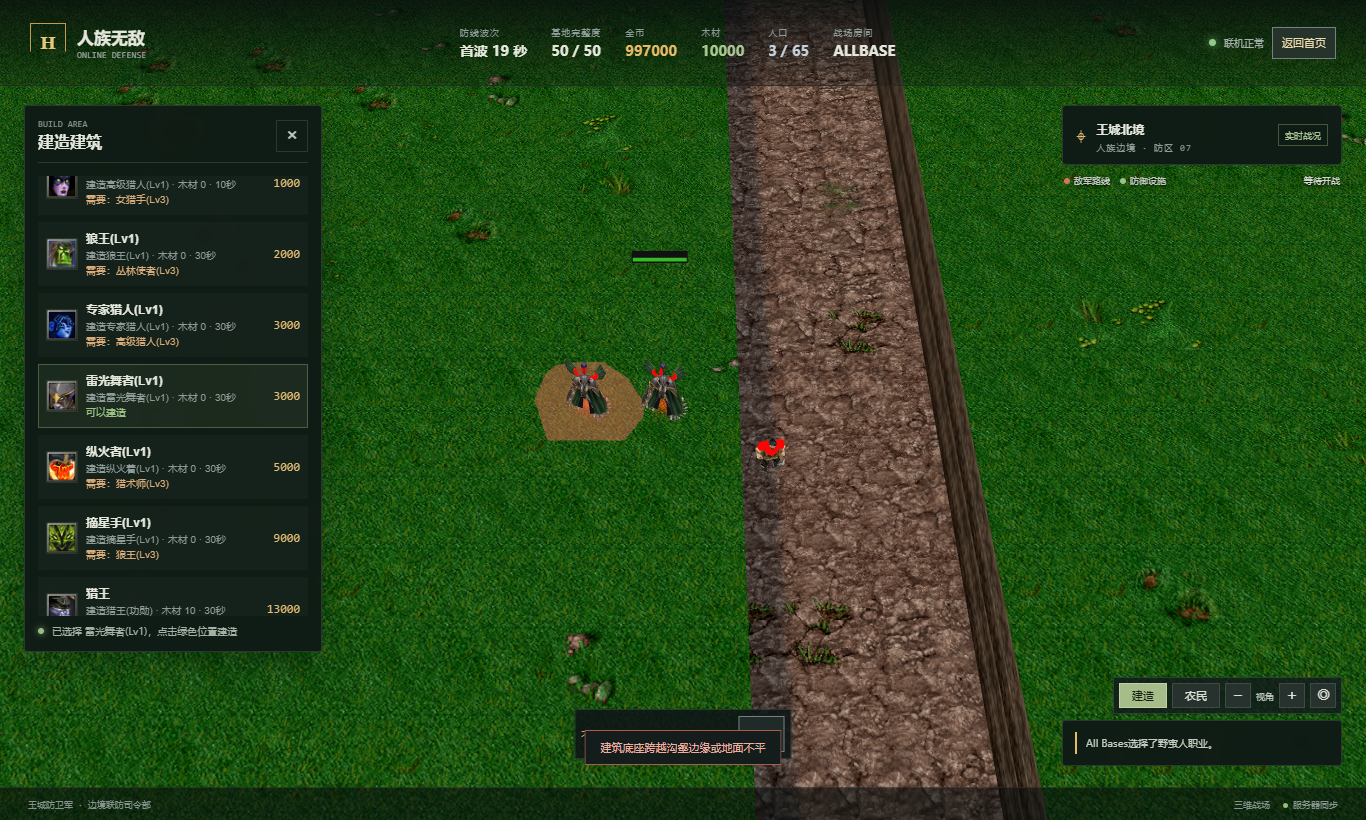 H
人族无敌
ONLINE DEFENSE
防线波次
首波 19 秒
基地完整度
50 / 50
金币
997000
木材
10000
人口
3 / 65
战场房间
ALLBASE
联机正常
返回首页
BUILD AREA
建造建筑
×
建造高级猎人(Lv1) · 木材 0 · 10秒
1000
需要：女猎手(Lv3)
狼王(Lv1)
建造狼王(Lv1) · 木材 0 · 30秒
2000
需要：丛林使者(Lv3)
专家猎人(Lv1)
建造专家猎人(Lv1) · 木材 0 · 30秒
3000
需要：高级猎人(Lv3)
雷光舞者(Lv1)
建造雷光舞者(Lv1) · 木材 0 · 30秒
3000
可以建造
纵火者(Lv1)
建造纵火着(Lv1) · 木材 0 · 30秒
5000
需要：猎术师(Lv3)
摘星手(Lv1)
建造摘星手(Lv1) · 木材 0 · 30秒
9000
需要：狼王(Lv3)
猎王
建造猎王(功勋) · 木材 10 · 30秒
13000
已选择 雷光舞者(Lv1)，点击绿色位置建造
王城北境
人族边境 · 防区 07
实时战况
敌军路线
防御设施
等待开战
建筑底座跨越沟壑边缘或地面不平
建造
农民
−
视角
+
All Bases选择了野蛮人职业。
王城防卫军 · 边境联防司令部
三维战场
服务器同步